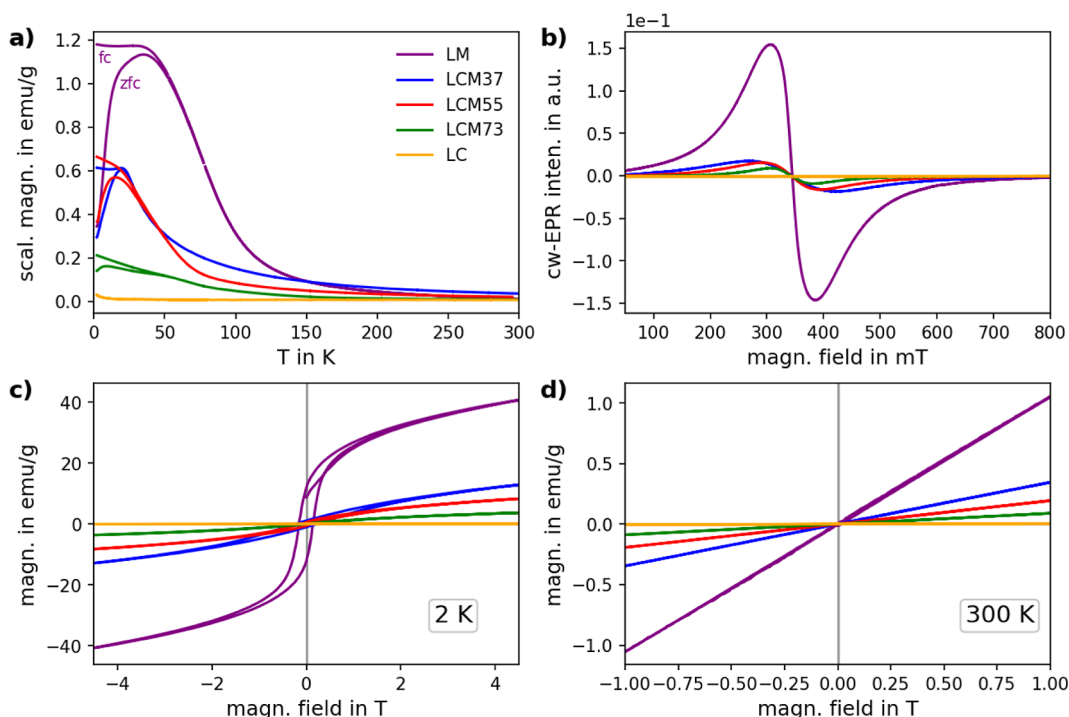 a)
scal. magn. in emu/g
1.2
1.0
0.8
0.6
0.4
0.2
0.0
fc
zfc
LM
LCM37
LCM55
LCM73
LC
0 50 100 150 200 250 300
T in K
b)
1e−1
cw-EPR inten. in a.u.
1.5
1.0
0.5
0.0
−0.5
−1.0
−1.5
100 200 300 400 500 600 700 800
magn. field in mT
c)
magn. in emu/g
40
20
0
−20
−40
2 K
−4 −2 0 2 4
magn. field in T
d)
magn. in emu/g
1.0
0.5
0.0
−0.5
−1.0
300 K
−1.00 −0.75 −0.50 −0.25 0.00 0.25 0.50 0.75 1.00
magn. field in T